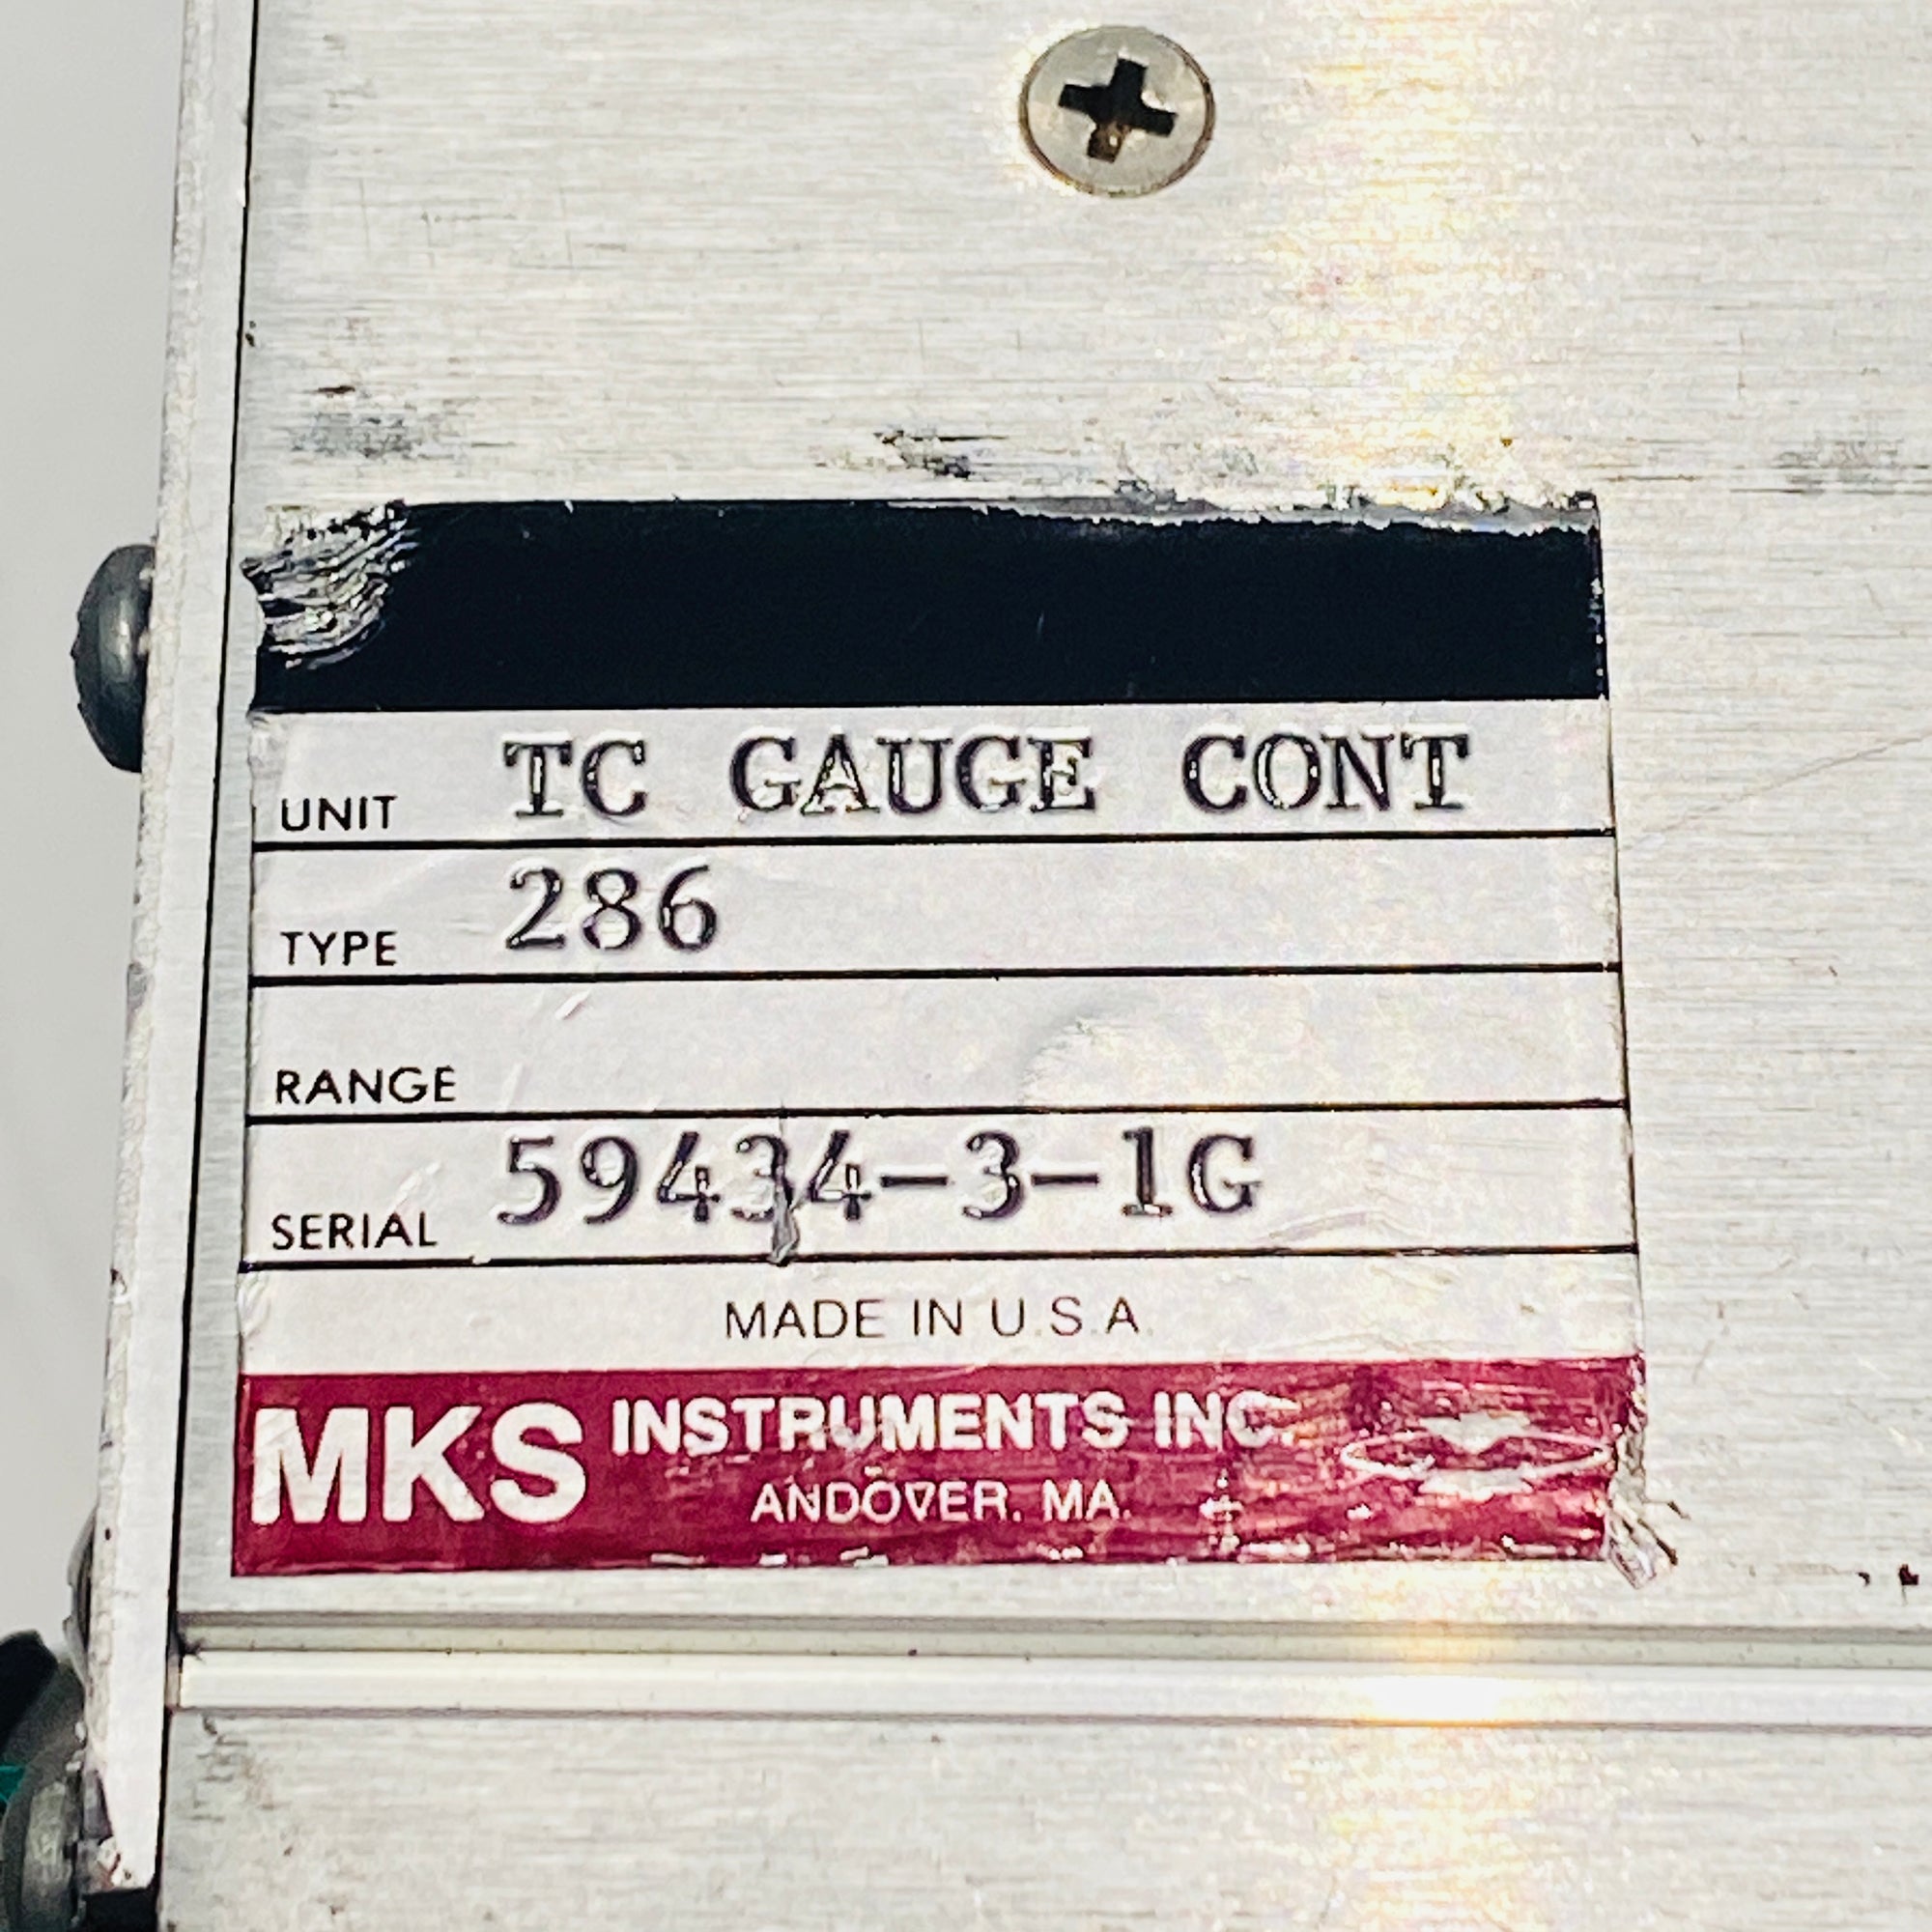 UNIT TC GAUGE CONT
TYPE 286
RANGE
SERIAL 59434-3-1G
MADE IN U.S.A.
MKS INSTRUMENTS INC.
ANDOVER, MA.